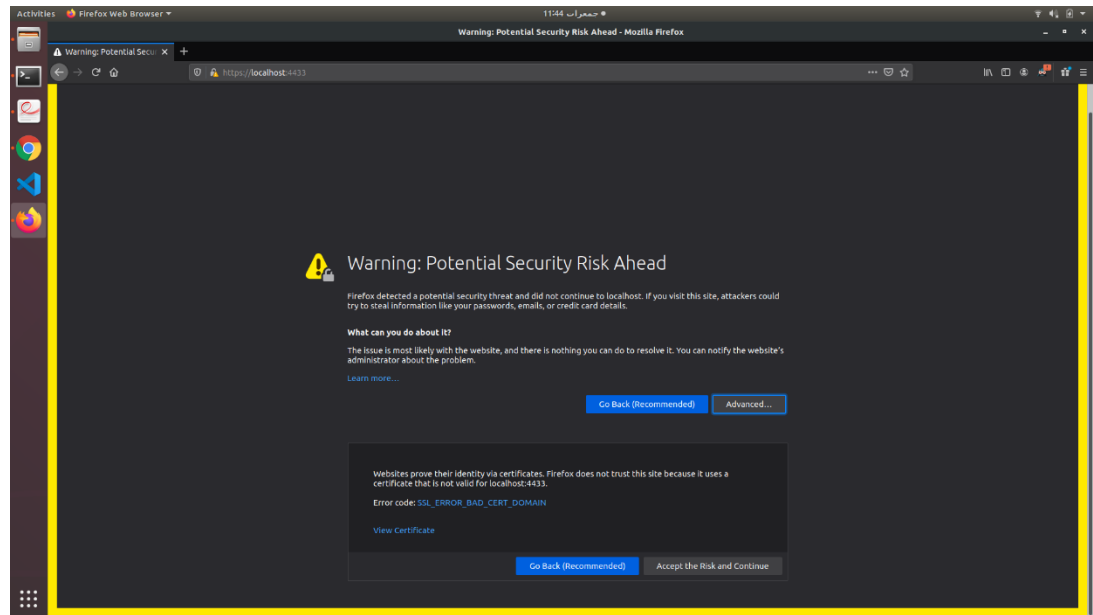 Activities Firefox Web Browser
جمعرات 11:44
Warning: Potential Security Risk Ahead - Mozilla Firefox
Warning: Potential Secur
https://localhost:4433
Warning: Potential Security Risk Ahead
Firefox detected a potential security threat and did not continue to localhost. If you visit this site, attackers could
try to steal information like your passwords, emails, or credit card details.
What can you do about it?
The issue is most likely with the website, and there is nothing you can do to resolve it. You can notify the website's
administrator about the problem.
Learn more...
Go Back (Recommended) Advanced...
Websites prove their identity via certificates. Firefox does not trust this site because it uses a
certificate that is not valid for localhost:4433.
Error code: SSL_ERROR_BAD_CERT_DOMAIN
View Certificate
Go Back (Recommended) Accept the Risk and Continue